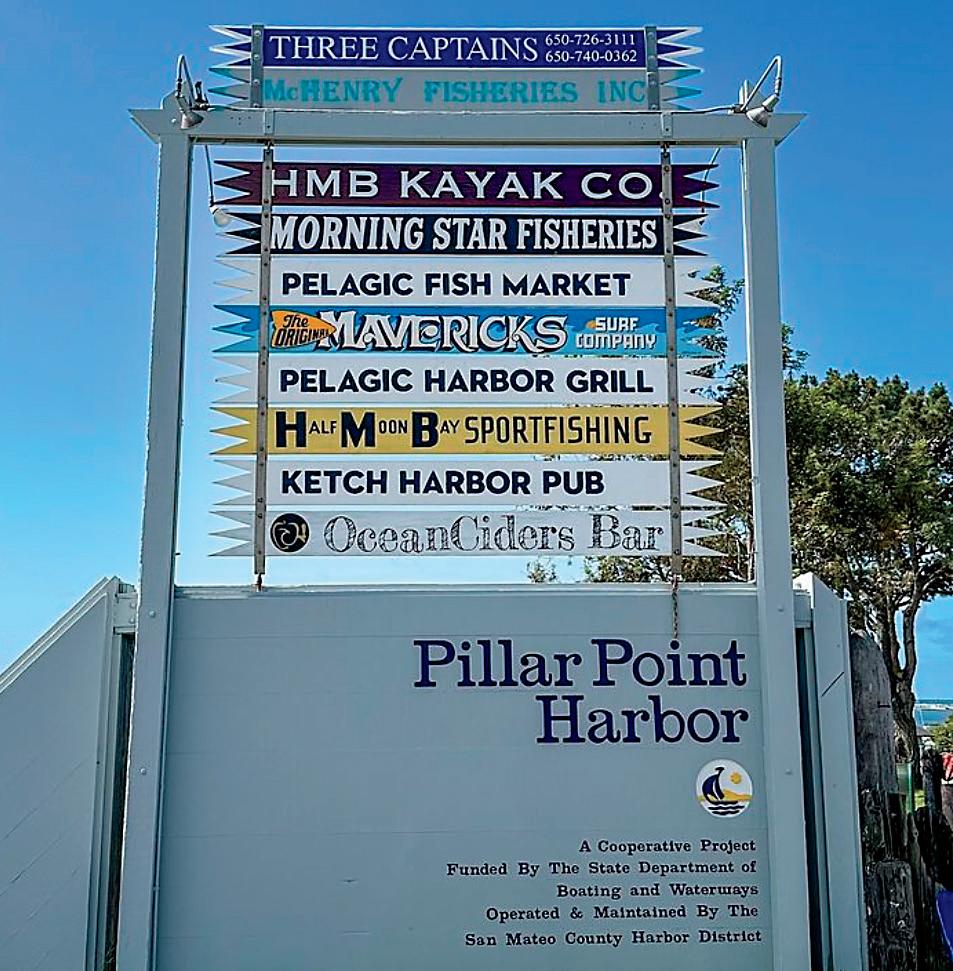 THREE CAPTAINS 650-726-3111
650-740-0362
McHENRY FISHERIES INC
HMB KAYAK CO
MORNING STAR FISHERIES
PELAGIC FISH MARKET
The ORIGINAL MAVERICKS SURF COMPANY
PELAGIC HARBOR GRILL
HALF MOON BAY SPORTFISHING
KETCH HARBOR PUB
OceanCiders Bar
Pillar Point
Harbor
A Cooperative Project
Funded By The State Department of
Boating and Waterways
Operated & Maintained By The
San Mateo County Harbor District